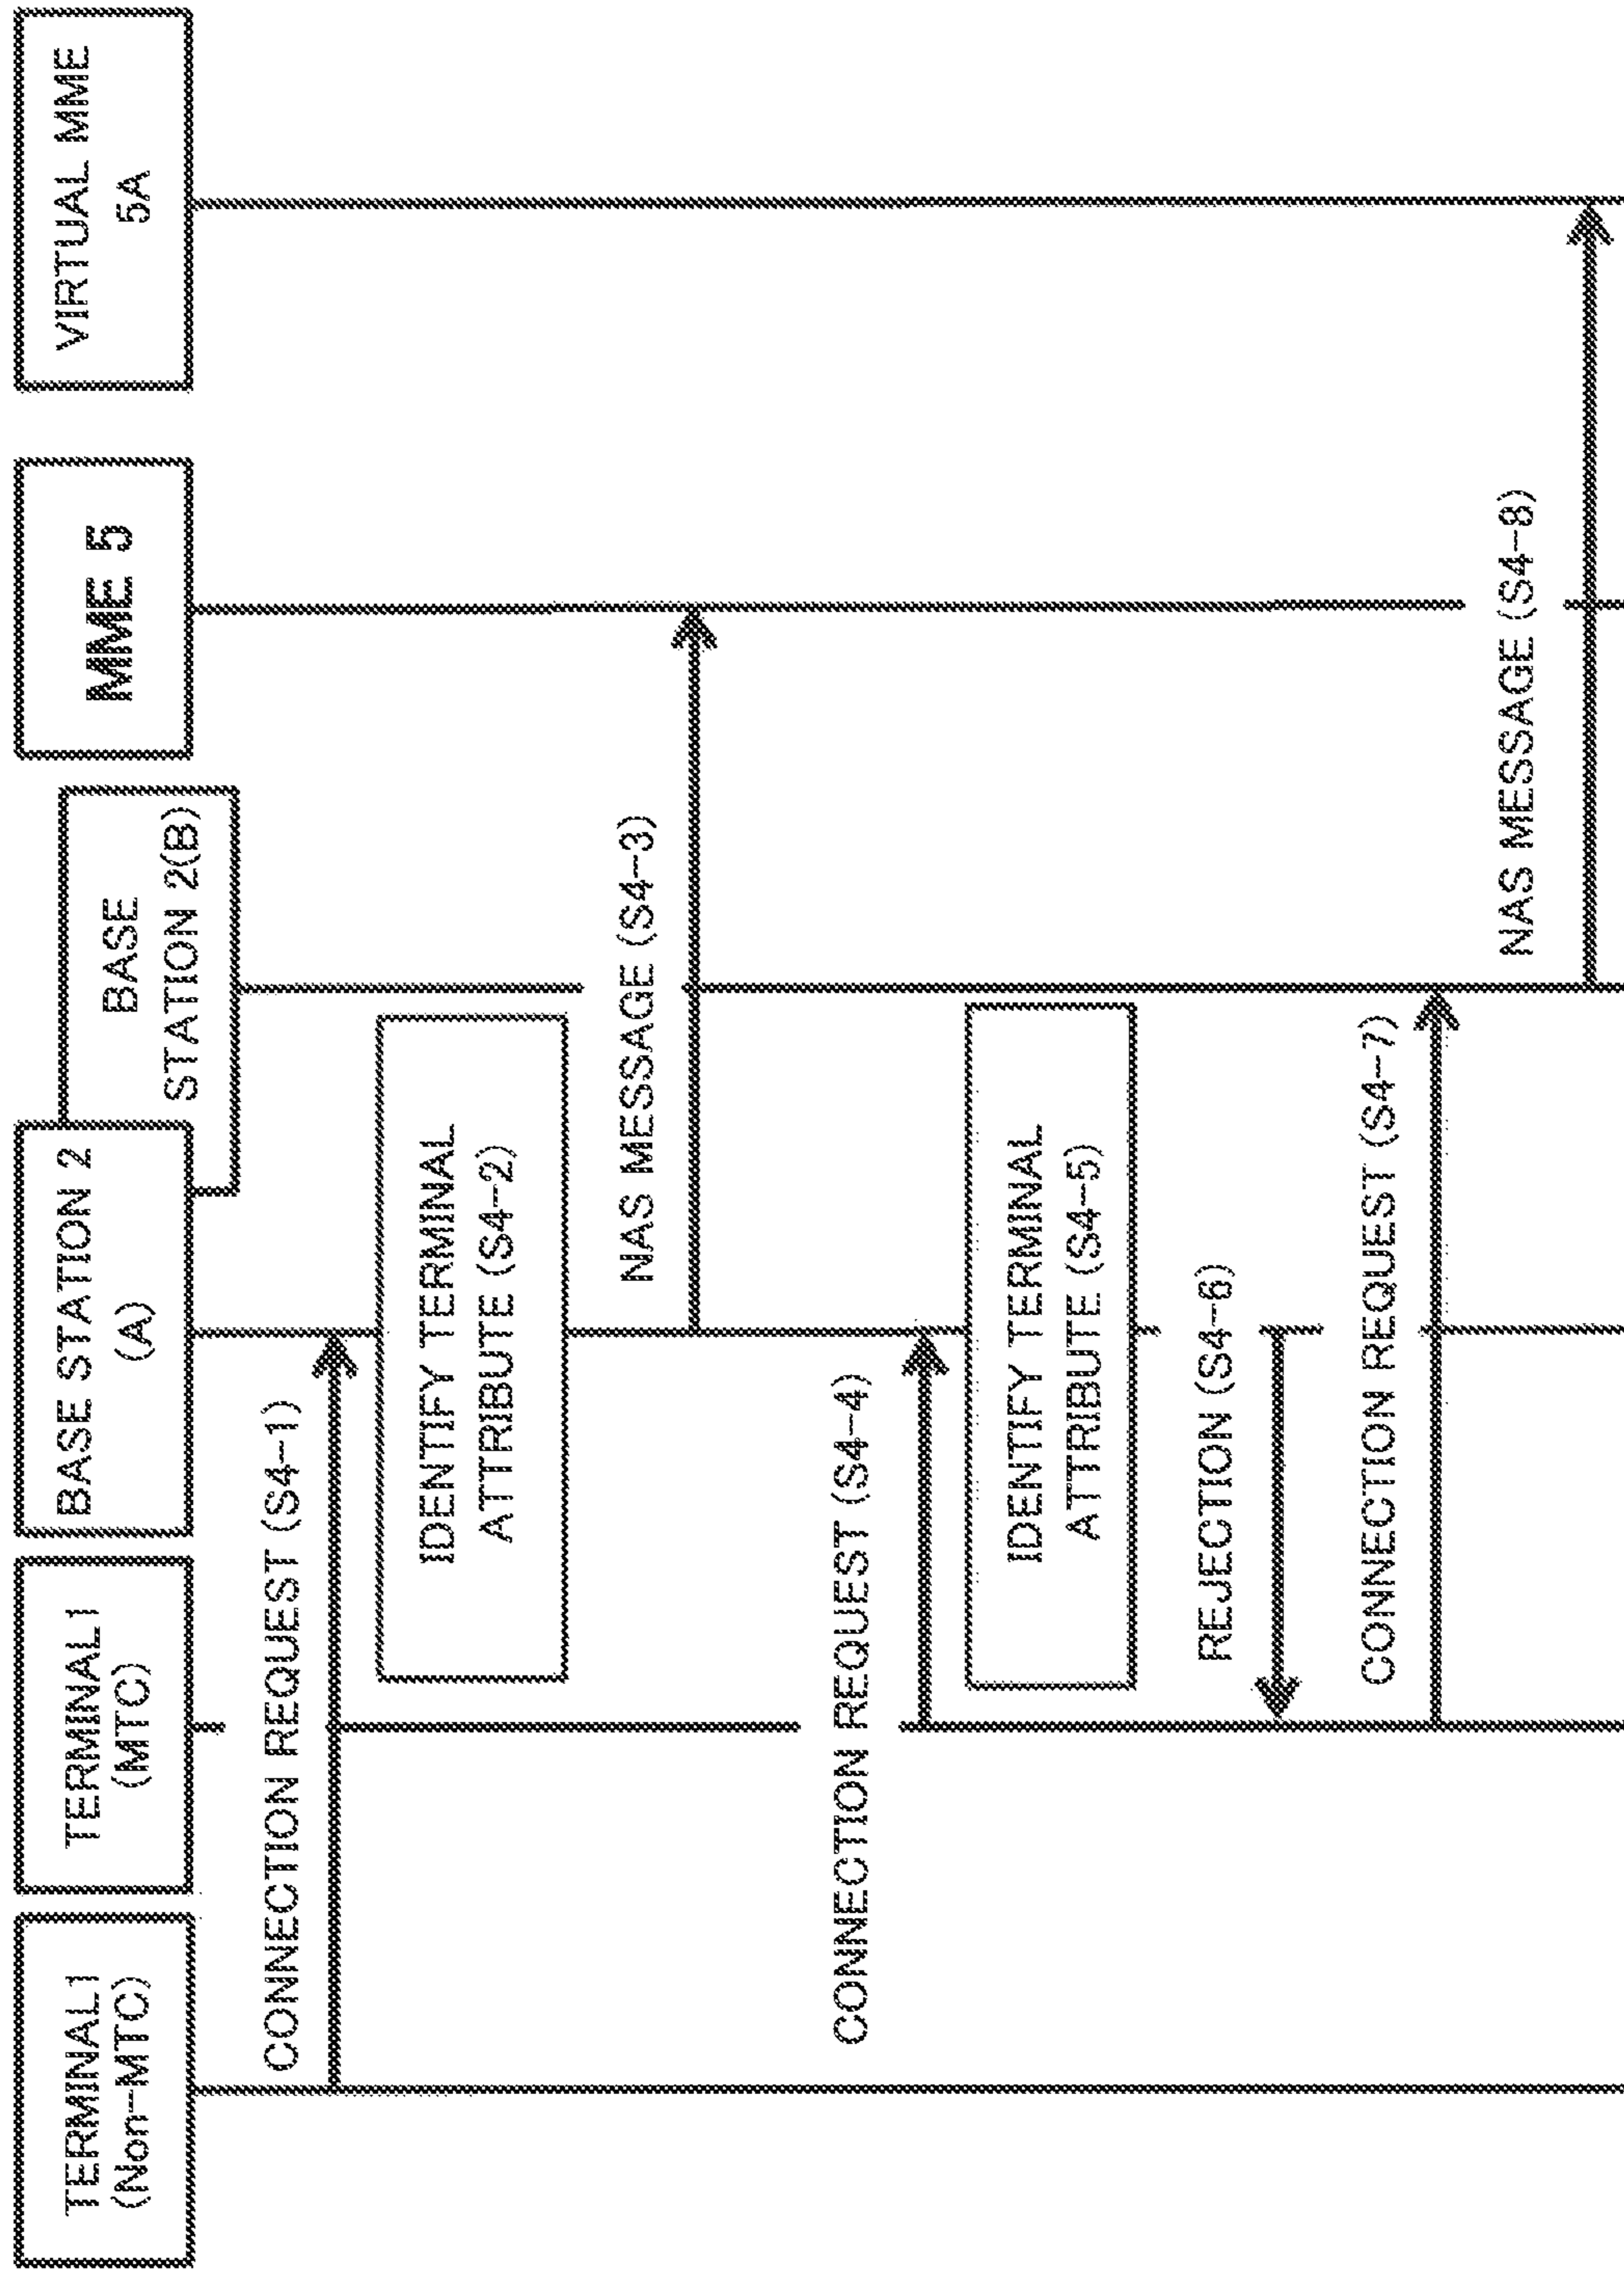 TERMINAL 1
(Non-MTC)
TERMINAL 1
(MTC)
BASE STATION 2
(A)
BASE
STATION 2(B)
MME 5
VIRTUAL MME
5A
CONNECTION REQUEST (S4-1)
IDENTIFY TERMINAL
ATTRIBUTE (S4-2)
NAS MESSAGE (S4-3)
CONNECTION REQUEST (S4-4)
IDENTIFY TERMINAL
ATTRIBUTE (S4-5)
REJECTION (S4-6)
CONNECTION REQUEST (S4-7)
NAS MESSAGE (S4-8)